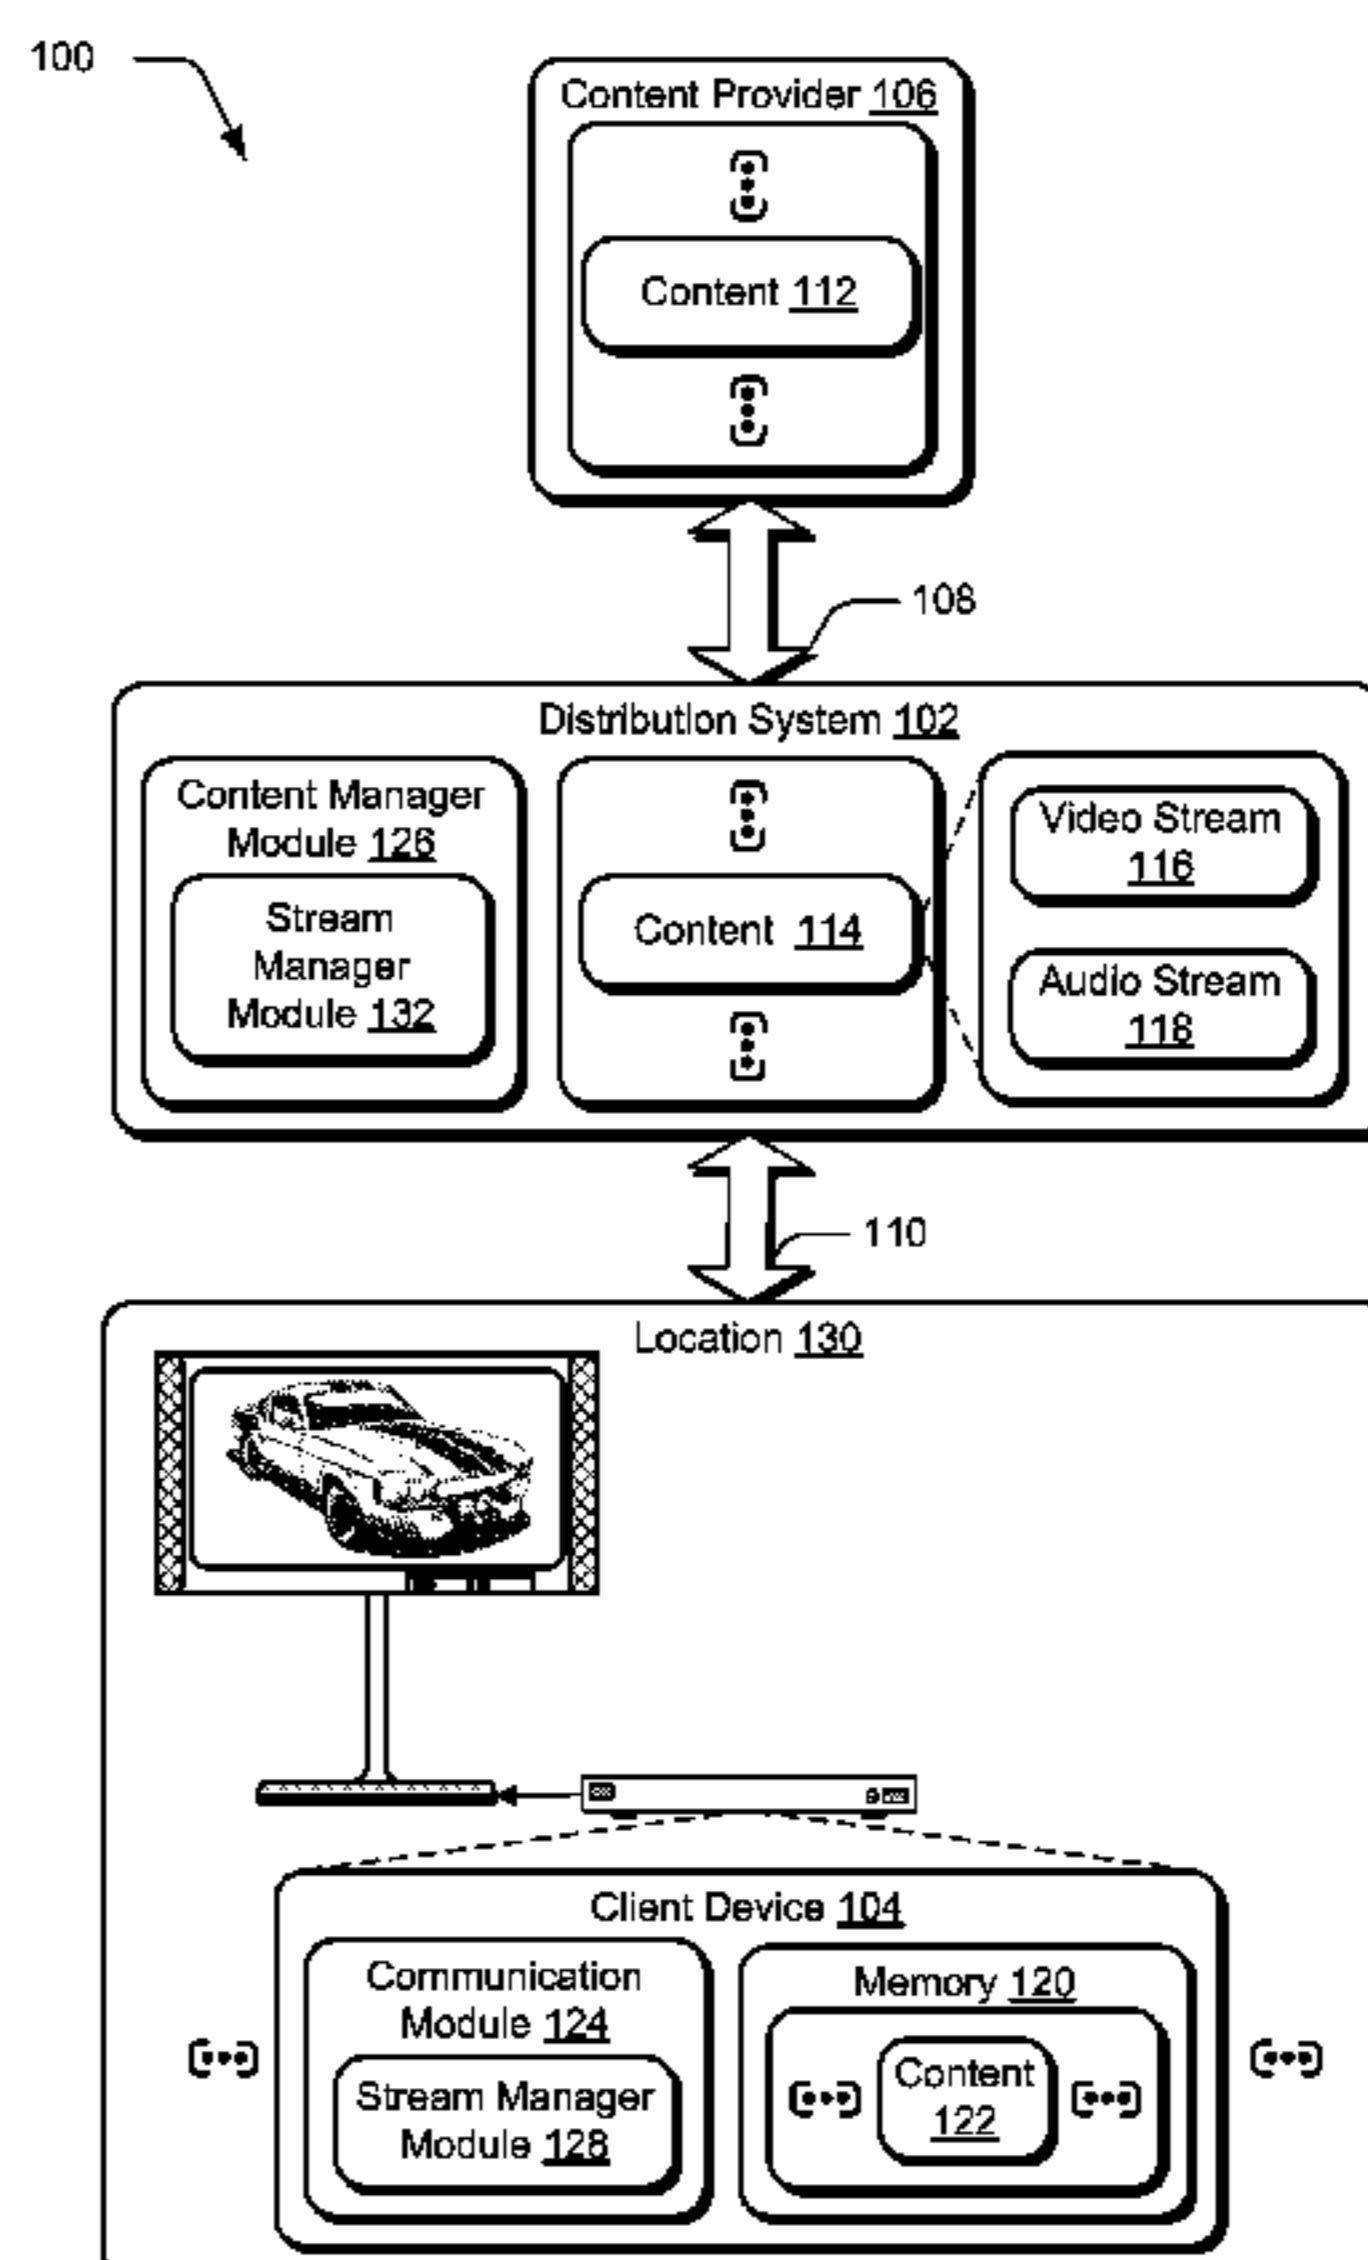 100
Content Provider 106
Content 112
108
Distribution System 102
Content Manager
Module 126
Stream
Manager
Module 132
Content 114
Video Stream
116
Audio Stream
118
110
Location 130
Client Device 104
Communication
Module 124
Stream Manager
Module 128
Memory 120
Content
122